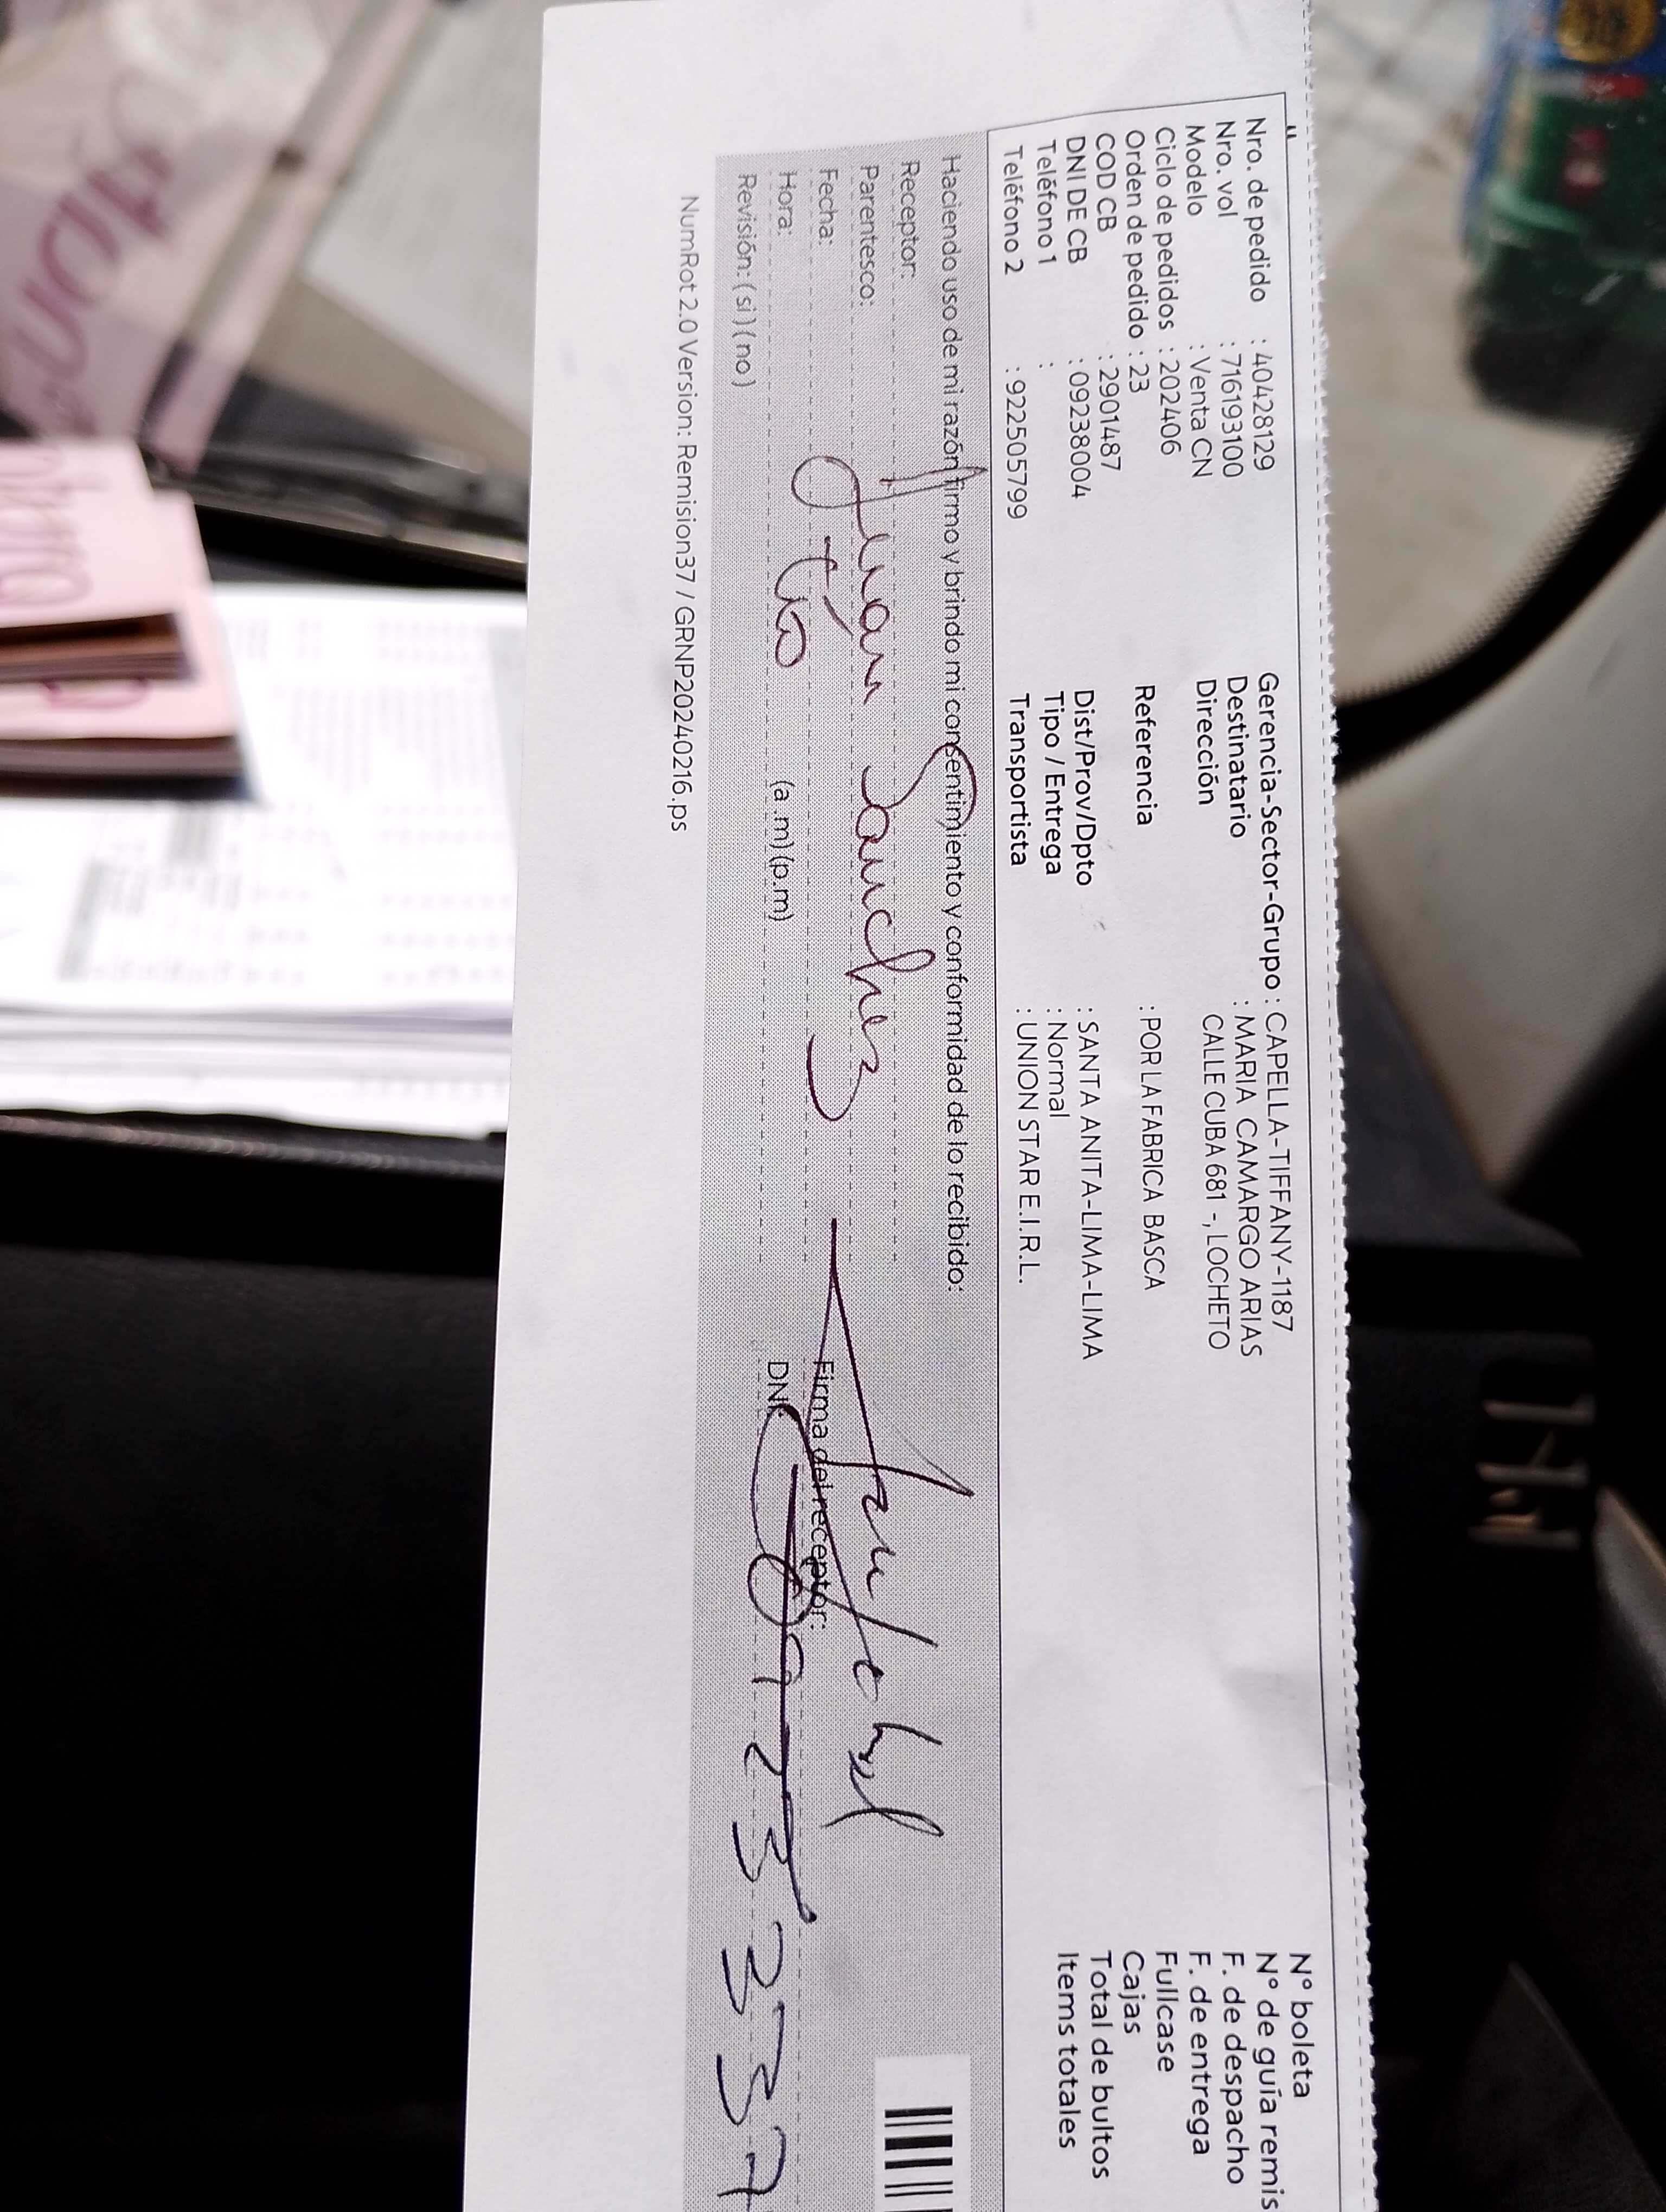 Nro. de pedido : 40428129
Nro. vol : 716193100
Modelo : Venta CN
Ciclo de pedidos : 202406
Orden de pedido : 23
COD CB : 2901487
DNI DE CB : 09238004
Teléfono 1 :
Teléfono 2 : 922505799
Gerencia-Sector-Grupo : CAPELLA-TIFFANY-1187
Destinatario : MARIA CAMARGO ARIAS
Dirección CALLE CUBA 681 -, LOCHETO
Referencia : POR LA FABRICA BASCA
Dist/Prov/Dpto : SANTA ANITA-LIMA-LIMA
Tipo / Entrega : Normal
Transportista : UNION STAR E.I.R.L.
N° boleta
N° de guía remis
F. de despacho
F. de entrega
Fullcase
Cajas
Total de bultos
Items totales
Haciendo uso de mi razón firmo y brindo mi consentimiento y conformidad de lo recibido:
Receptor: Juan Sanchez
Parentesco: tío
Fecha:
Hora: (a.m)(p.m)
Revisión: (si)(no)
Firma del receptor:
DNI:
NumRot 2.0 Version: Remision37 / GRNP20240216.ps